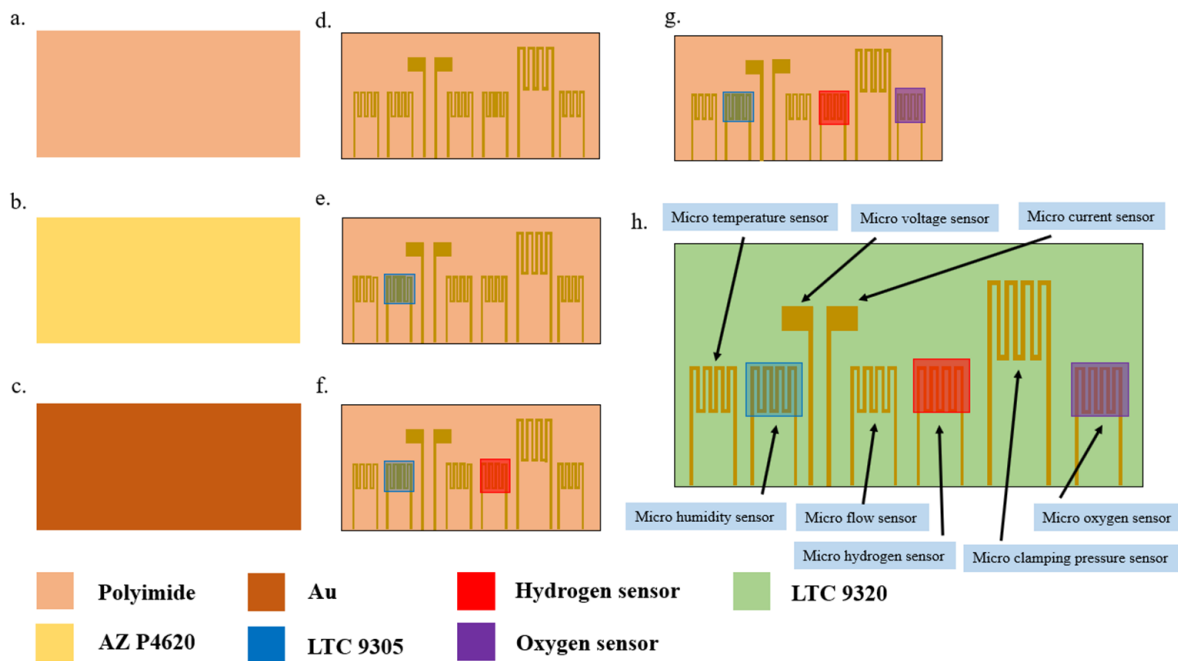 a.
d.
g.
b.
e.
h.
Micro temperature sensor
Micro voltage sensor
Micro current sensor
c.
f.
Micro humidity sensor
Micro flow sensor
Micro oxygen sensor
Micro hydrogen sensor
Micro clamping pressure sensor
Polyimide
Au
Hydrogen sensor
LTC 9320
AZ P4620
LTC 9305
Oxygen sensor